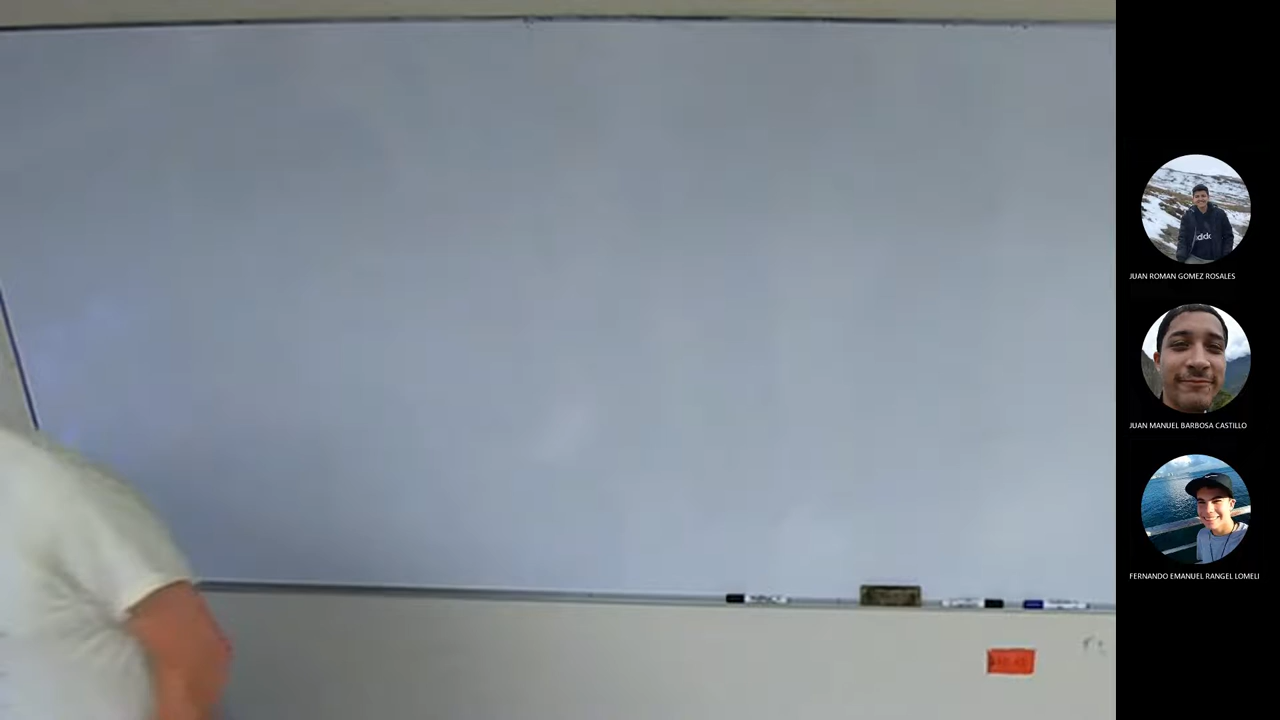 JUAN ROMAN GOMEZ ROSALES
JUAN MANUEL BARBOSA CASTILLO
FERNANDO EMANUEL RANGEL LOMELI